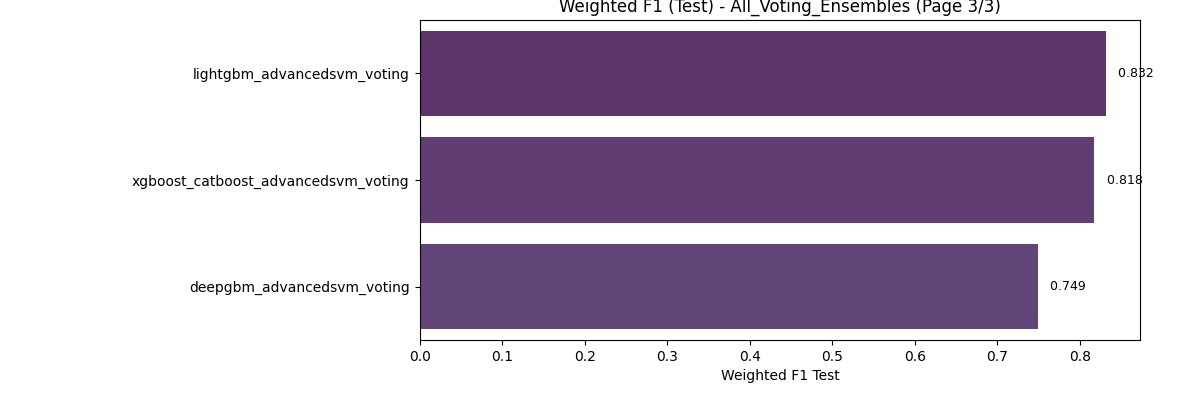 Weighted F1 (Test) - All_Voting_Ensembles (Page 3/3)
lightgbm_advancedsvm_voting
0.832
xgboost_catboost_advancedsvm_voting
0.818
deepgbm_advancedsvm_voting
0.749
0.0 0.1 0.2 0.3 0.4 0.5 0.6 0.7 0.8
Weighted F1 Test